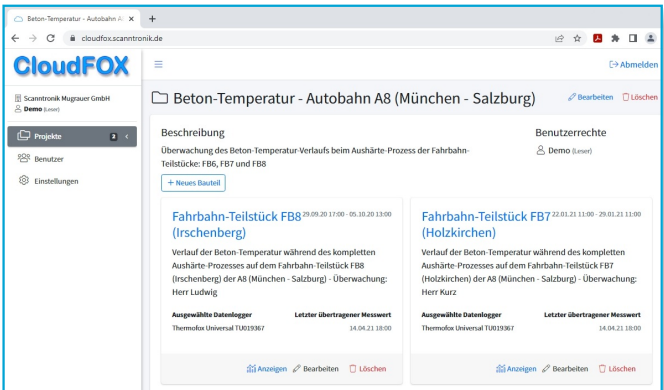 Beton-Temperatur - Autobahn A8
cloudfox.scanntronik.de
CloudFOX
Abmelden
Scanntronik Mugrauer GmbH
Demo (Leser)
Projekte 2
Benutzer
Einstellungen
Beton-Temperatur - Autobahn A8 (München - Salzburg)
Bearbeiten Löschen
Beschreibung
Überwachung des Beton-Temperatur-Verlaufs beim Aushärte-Prozess der Fahrbahn-
Teilstücke: FB6, FB7 und FB8
Benutzerrechte
Demo (Leser)
+ Neues Bauteil
Fahrbahn-Teilstück FB8 29.09.20 17:00 - 05.10.20 13:00
(Irschenberg)
Verlauf der Beton-Temperatur während des kompletten
Aushärte-Prozesses auf dem Fahrbahn-Teilstück FB8
(Irschenberg) der A8 (München - Salzburg) - Überwachung:
Herr Ludwig
Ausgewählte Datenlogger Letzter übertragener Messwert
Thermofox Universal TU019367 14.04.21 18:00
Anzeigen Bearbeiten Löschen
Fahrbahn-Teilstück FB7 22.01.21 11:00 - 29.01.21 11:00
(Holzkirchen)
Verlauf der Beton-Temperatur während des kompletten
Aushärte-Prozesses auf dem Fahrbahn-Teilstück FB7
(Holzkirchen) der A8 (München - Salzburg) - Überwachung:
Herr Kurz
Ausgewählte Datenlogger Letzter übertragener Messwert
Thermofox Universal TU019367 14.04.21 18:00
Anzeigen Bearbeiten Löschen